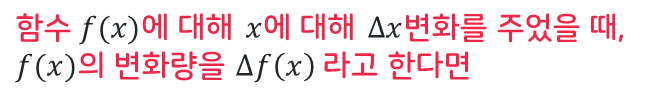 함수 𝑓(𝑥)에 대해 𝑥에 대해 Δ𝑥변화를 주었을 때,
𝑓(𝑥)의 변화량을 Δ𝑓(𝑥) 라고 한다면